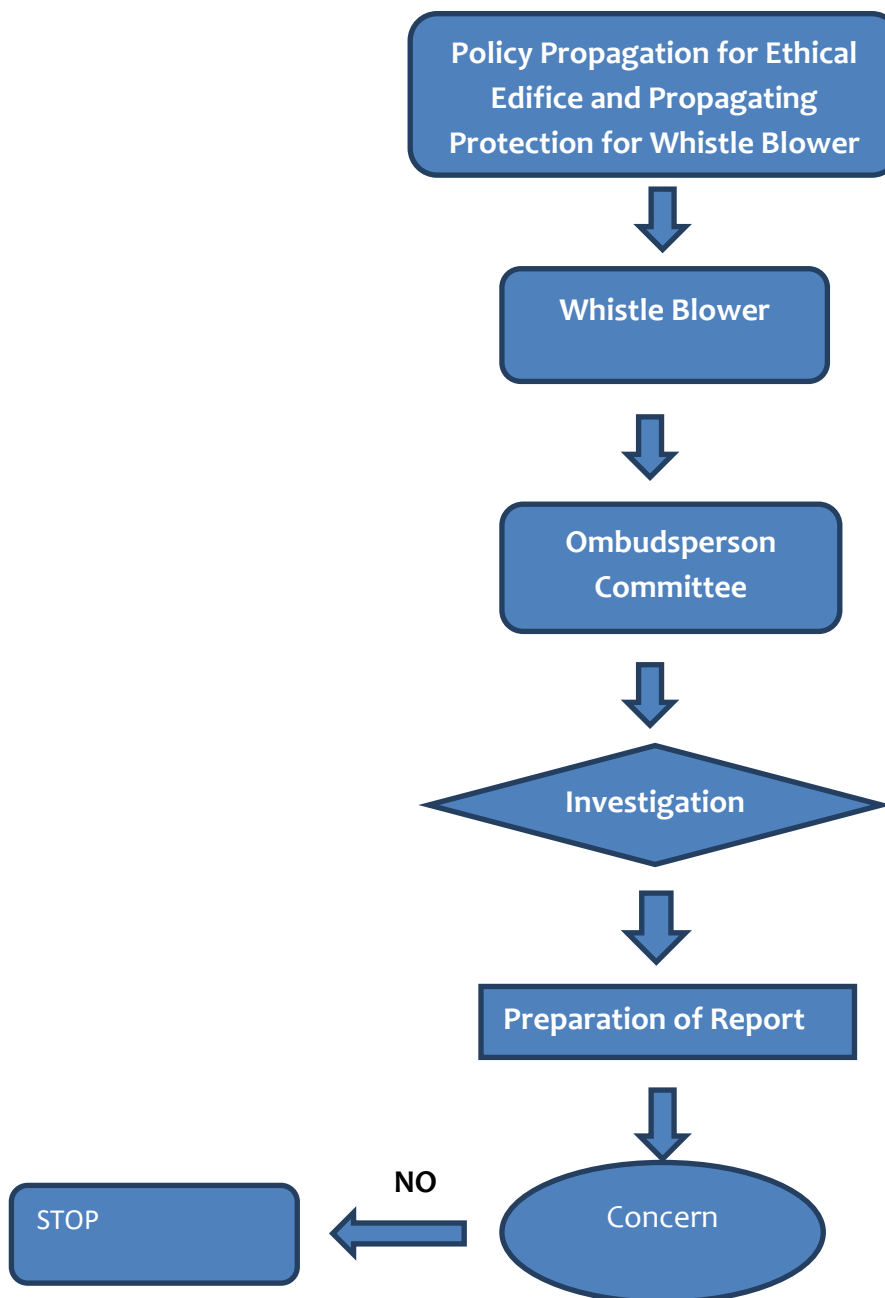 Policy Propagation for Ethical
Edifice and Propagating
Protection for Whistle Blower
Whistle Blower
Ombudsperson
Committee
Investigation
Preparation of Report
Concern
NO
STOP